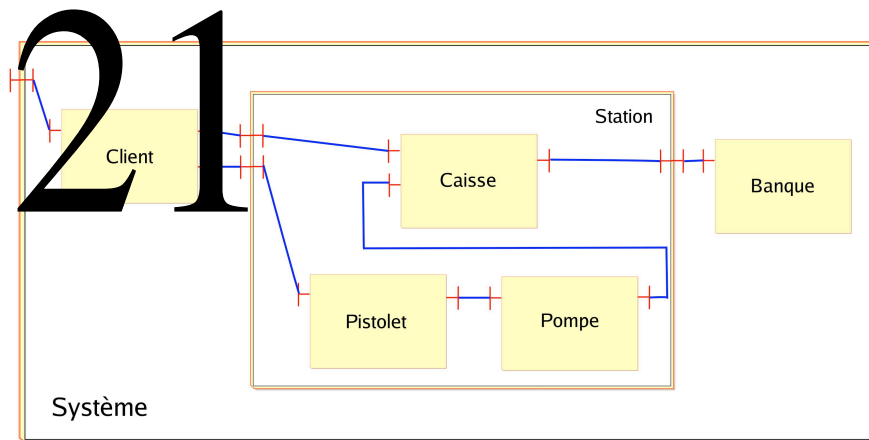 21
Station
Client
Caisse
Banque
Pistolet
Pompe
Système